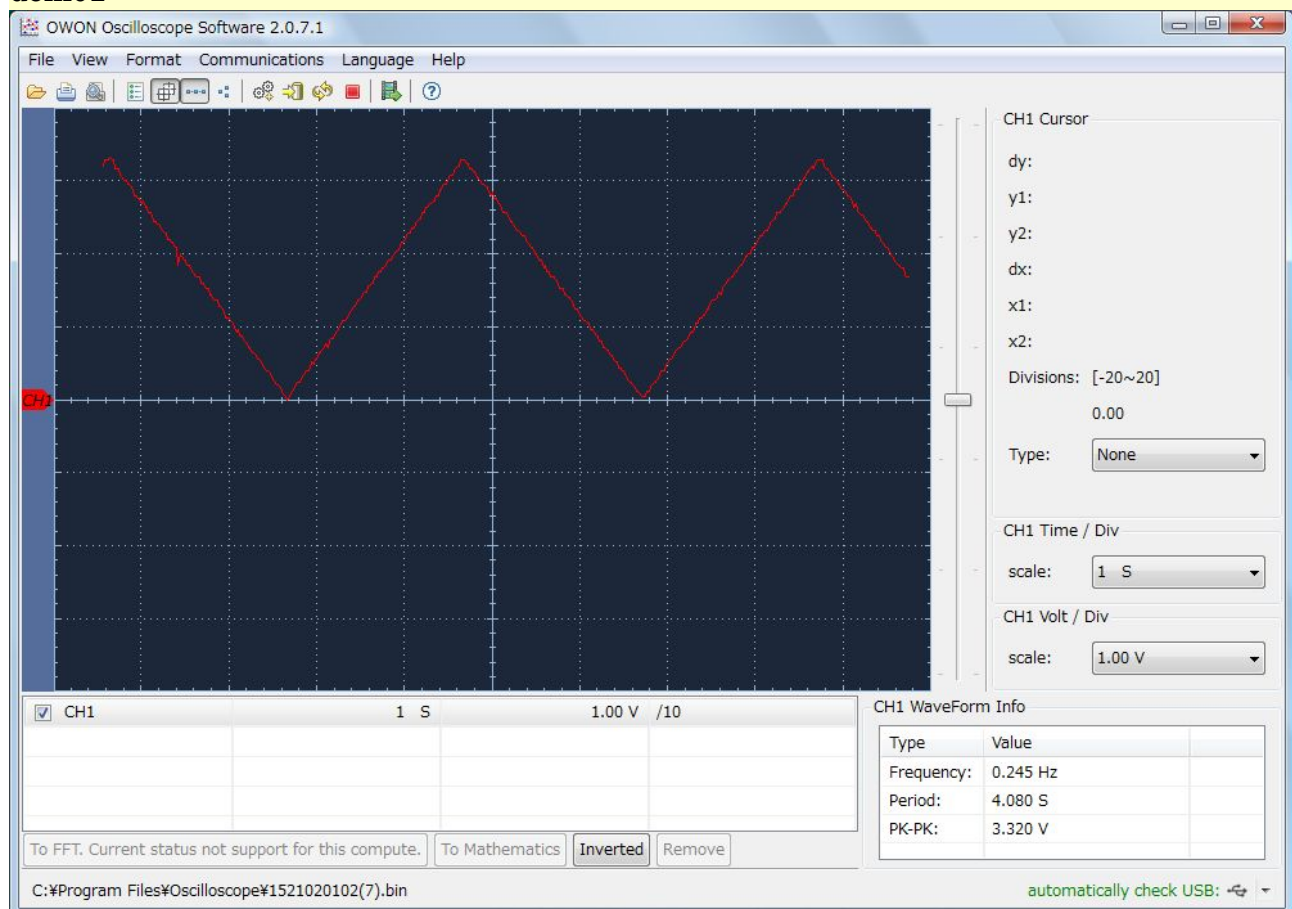 OWON Oscilloscope Software 2.0.7.1
File View Format Communications Language Help
CH1 Cursor
dy:
y1:
y2:
dx:
x1:
x2:
Divisions: [-20~20]
0.00
Type: None
CH1
CH1 Time / Div
scale: 1 S
CH1 Volt / Div
scale: 1.00 V
CH1 1 S 1.00 V /10
CH1 WaveForm Info
Type Value
Frequency: 0.245 Hz
Period: 4.080 S
PK-PK: 3.320 V
To FFT. Current status not support for this compute. To Mathematics Inverted Remove
C:¥Program Files¥Oscilloscope¥1521020102(7).bin
automatically check USB: